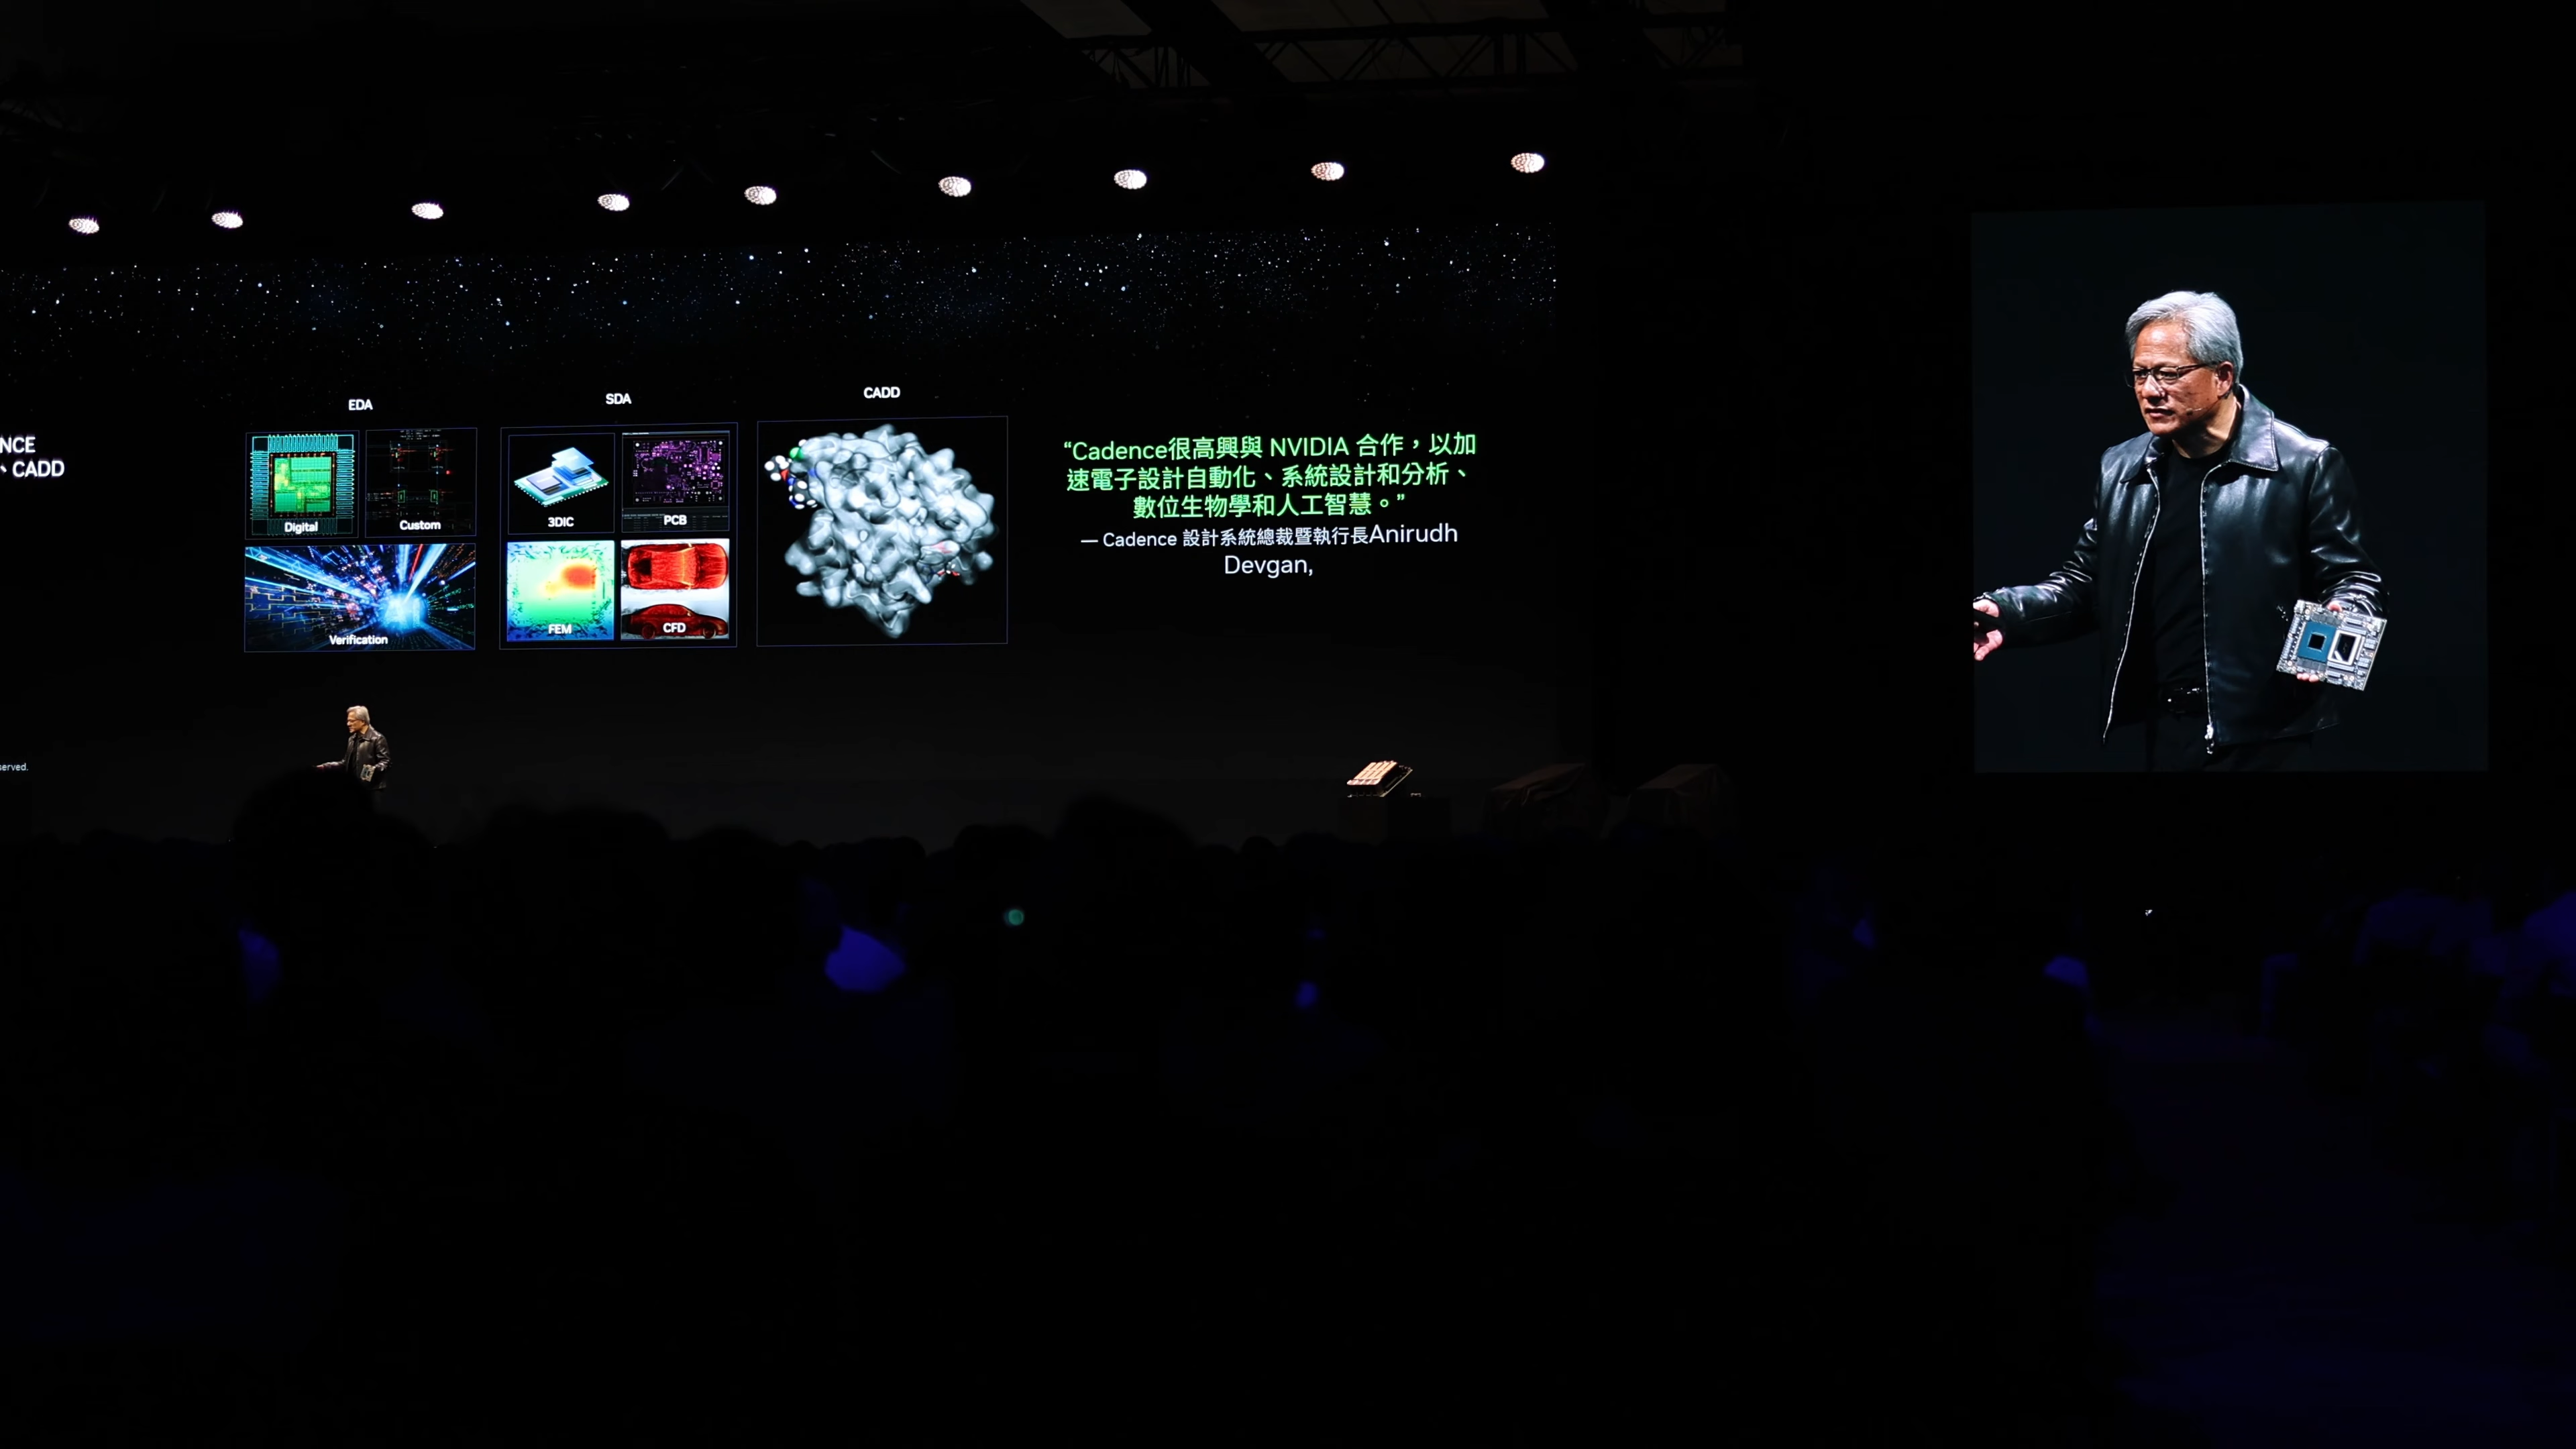 EDA
SDA
CADD
NCE
、CADD
Digital
Custom
3DIC
PCB
Verification
FEM
CFD
“Cadence很高興與 NVIDIA 合作，以加
速電子設計自動化、系統設計和分析、
數位生物學和人工智慧。”
— Cadence 設計系統總裁暨執行長Anirudh
Devgan,
served.